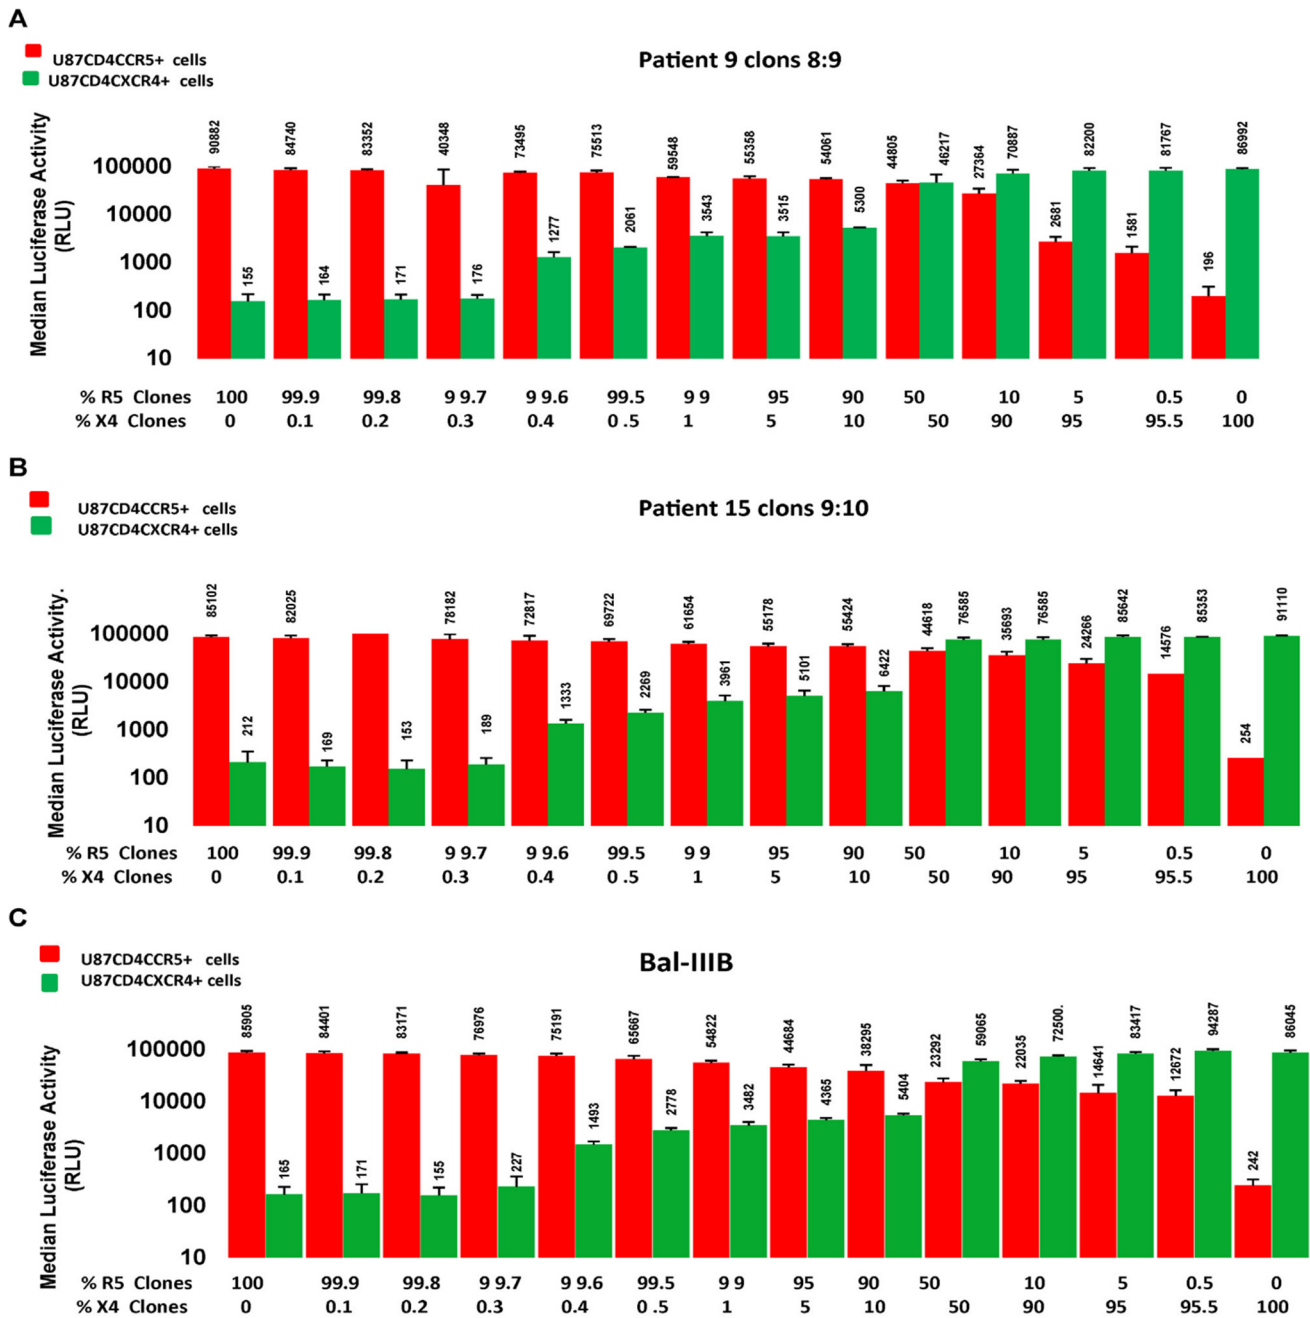 A
U87CD4CCR5+ cells
U87CD4CXCR4+ cells
Patient 9 clons 8:9
Median Luciferase Activity
(RLU)
90882 84740 83352 40348 73495 75513 59548 55358 54061 44805 46217 27364 70887 82200 81767 86992
155 164 171 176 1277 2061 3543 3515 5300 2681 1581 196
100000
10000
1000
100
10
% R5 Clones 100 99.9 99.8 9 9.7 9 9.6 99.5 9 9 95 90 50 10 5 0.5 0
% X4 Clones 0 0.1 0.2 0.3 0.4 0 .5 1 5 10 50 90 95 95.5 100
B
U87CD4CCR5+ cells
U87CD4CXCR4+ cells
Patient 15 clons 9:10
Median Luciferase Activity.
(RLU)
85102 82025 78182 72817 69722 61654 55178 55424 44618 76585 35693 76585 24266 85642 14576 85353 91110
212 169 153 189 1333 2269 3961 5101 6422 254
100000
10000
1000
100
10
% R5 Clones 100 99.9 99.8 9 9.7 9 9.6 99.5 9 9 95 90 50 10 5 0.5 0
% X4 Clones 0 0.1 0.2 0.3 0.4 0 .5 1 5 10 50 90 95 95.5 100
C
U87CD4CCR5+ cells
U87CD4CXCR4+ cells
Bal-IIIB
Median Luciferase Activity
(RLU)
85905 84401 83171 76976 75191 65667 54822 44684 38295 23292 59065 22035 72500. 14641 83417 12672 94287 86045
165 171 155 227 1493 2778 3482 4365 5404 242
100000
10000
1000
100
10
% R5 Clones 100 99.9 99.8 9 9.7 9 9.6 99.5 9 9 95 90 50 10 5 0.5 0
% X4 Clones 0 0.1 0.2 0.3 0.4 0 .5 1 5 10 50 90 95 95.5 100